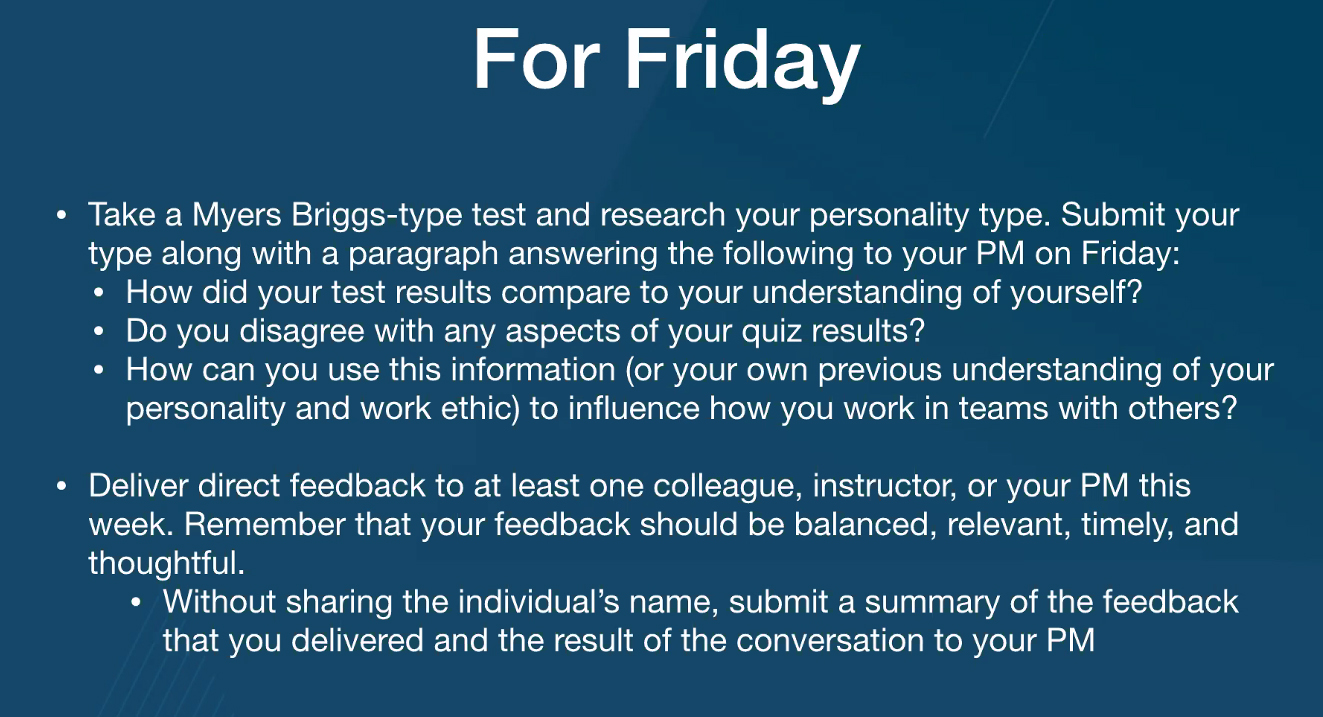 For Friday
• Take a Myers Briggs-type test and research your personality type. Submit your
type along with a paragraph answering the following to your PM on Friday:
• How did your test results compare to your understanding of yourself?
• Do you disagree with any aspects of your quiz results?
• How can you use this information (or your own previous understanding of your
personality and work ethic) to influence how you work in teams with others?
• Deliver direct feedback to at least one colleague, instructor, or your PM this
week. Remember that your feedback should be balanced, relevant, timely, and
thoughtful.
• Without sharing the individual’s name, submit a summary of the feedback
that you delivered and the result of the conversation to your PM